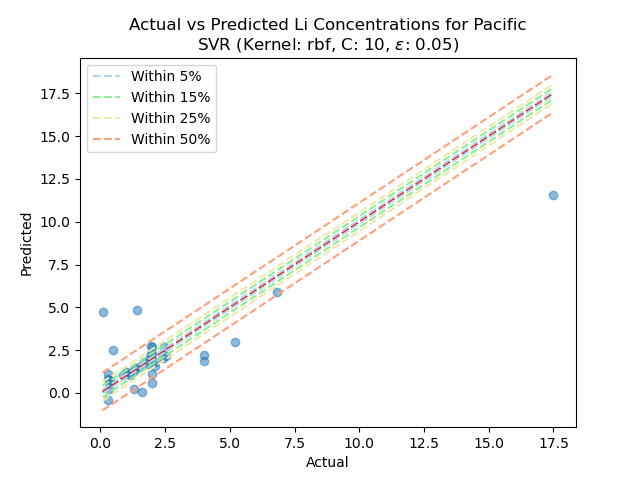 Actual vs Predicted Li Concentrations for Pacific
SVR (Kernel: rbf, C: 10, ε: 0.05)
Within 5%
Within 15%
Within 25%
Within 50%
17.5
15.0
12.5
10.0
7.5
5.0
2.5
0.0
Predicted
0.0 2.5 5.0 7.5 10.0 12.5 15.0 17.5
Actual